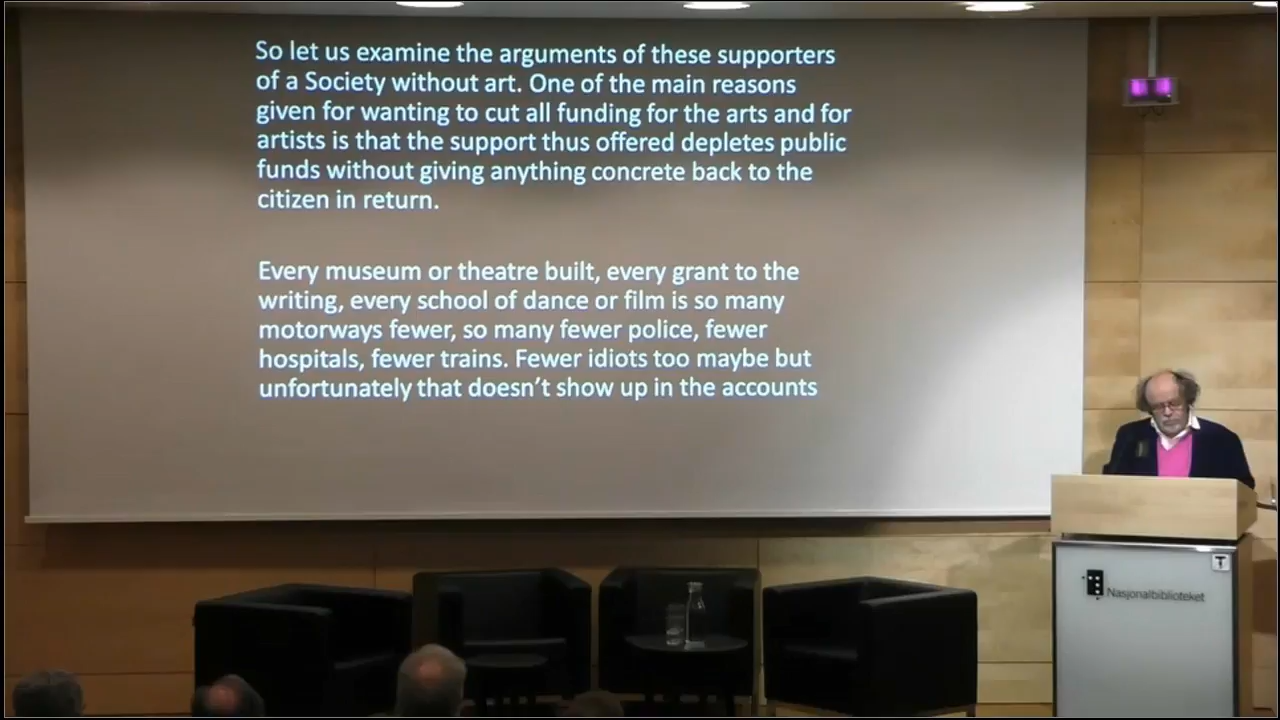 So let us examine the arguments of these supporters
of a Society without art. One of the main reasons
given for wanting to cut all funding for the arts and for
artists is that the support thus offered depletes public
funds without giving anything concrete back to the
citizen in return.
Every museum or theatre built, every grant to the
writing, every school of dance or film is so many
motorways fewer, so many fewer police, fewer
hospitals, fewer trains. Fewer idiots too maybe but
unfortunately that doesn't show up in the accounts
T
Nasjonalbiblioteket